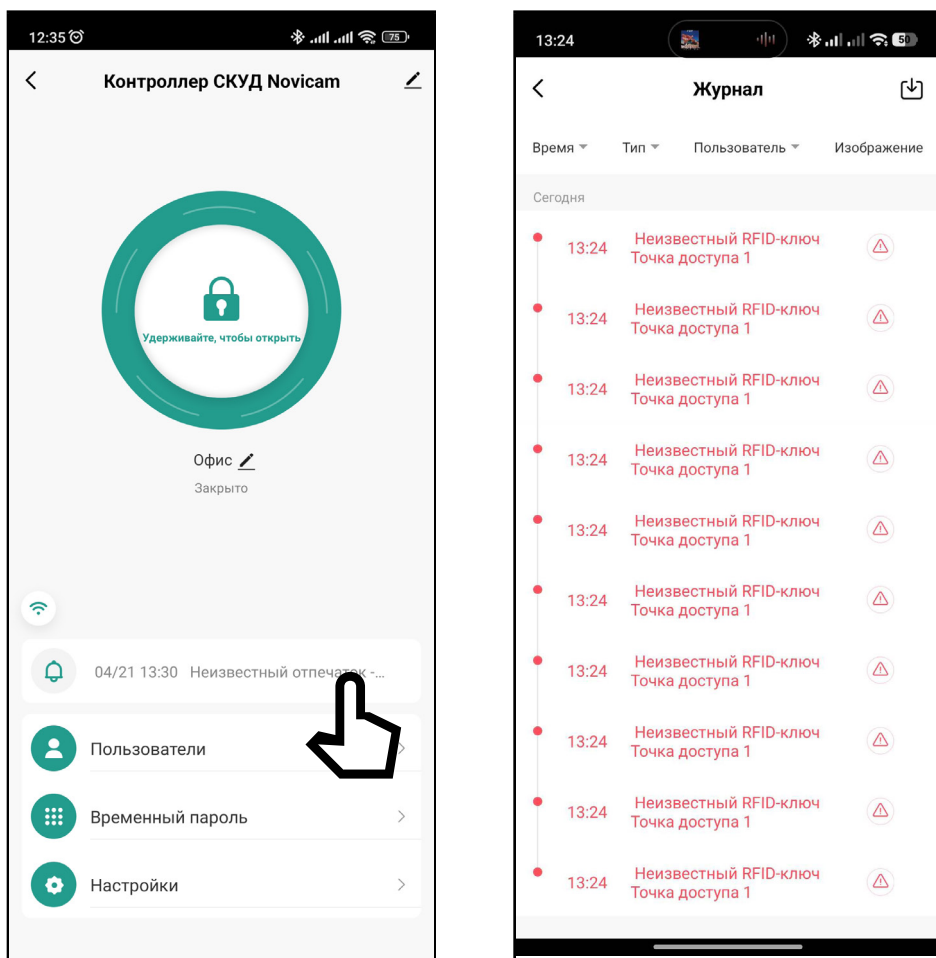 12:35
75
Контроллер СКУД Novicam
Удерживайте, чтобы открыть
Офис
Закрыто
04/21 13:30 Неизвестный отпечаток -...
Пользователи
Временный пароль
Настройки
13:24
50
Журнал
Время Тип Пользователь Изображение
Сегодня
13:24 Неизвестный RFID-ключ
Точка доступа 1
13:24 Неизвестный RFID-ключ
Точка доступа 1
13:24 Неизвестный RFID-ключ
Точка доступа 1
13:24 Неизвестный RFID-ключ
Точка доступа 1
13:24 Неизвестный RFID-ключ
Точка доступа 1
13:24 Неизвестный RFID-ключ
Точка доступа 1
13:24 Неизвестный RFID-ключ
Точка доступа 1
13:24 Неизвестный RFID-ключ
Точка доступа 1
13:24 Неизвестный RFID-ключ
Точка доступа 1
13:24 Неизвестный RFID-ключ
Точка доступа 1